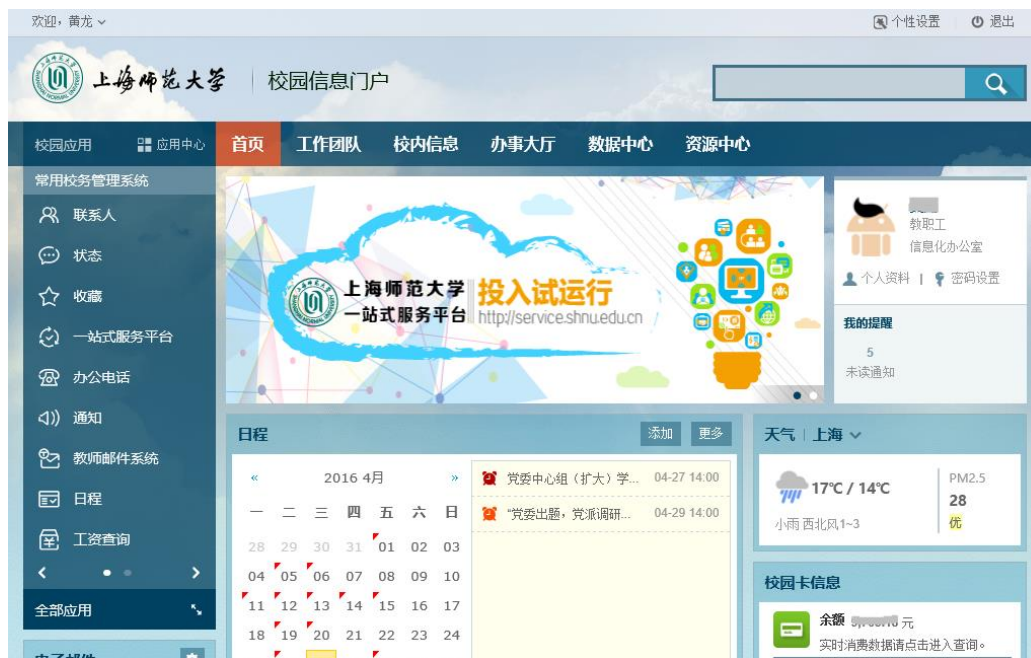 欢迎，黄龙
个性设置
退出
上海师范大学
校园信息门户
校园应用
应用中心
首页
工作团队
校内信息
办事大厅
数据中心
资源中心
常用校务管理系统
联系人
状态
收藏
一站式服务平台
办公电话
通知
教师邮件系统
日程
工资查询
全部应用
上海师范大学
一站式服务平台
投入试运行
http://service.shnu.edu.cn
教职工
信息化办公室
个人资料 | 密码设置
我的提醒
5
未读通知
日程
添加
更多
« 2016 4月 »
一 二 三 四 五 六 日
28 29 30 31 01 02 03
04 05 06 07 08 09 10
11 12 13 14 15 16 17
18 19 20 21 22 23 24
党委中心组（扩大）学... 04-27 14:00
“党委出题，党派调研... 04-29 14:00
天气 | 上海
17℃ / 14℃
小雨 西北风1~3
PM2.5
28
优
校园卡信息
余额
元
实时消费数据请点击进入查询。